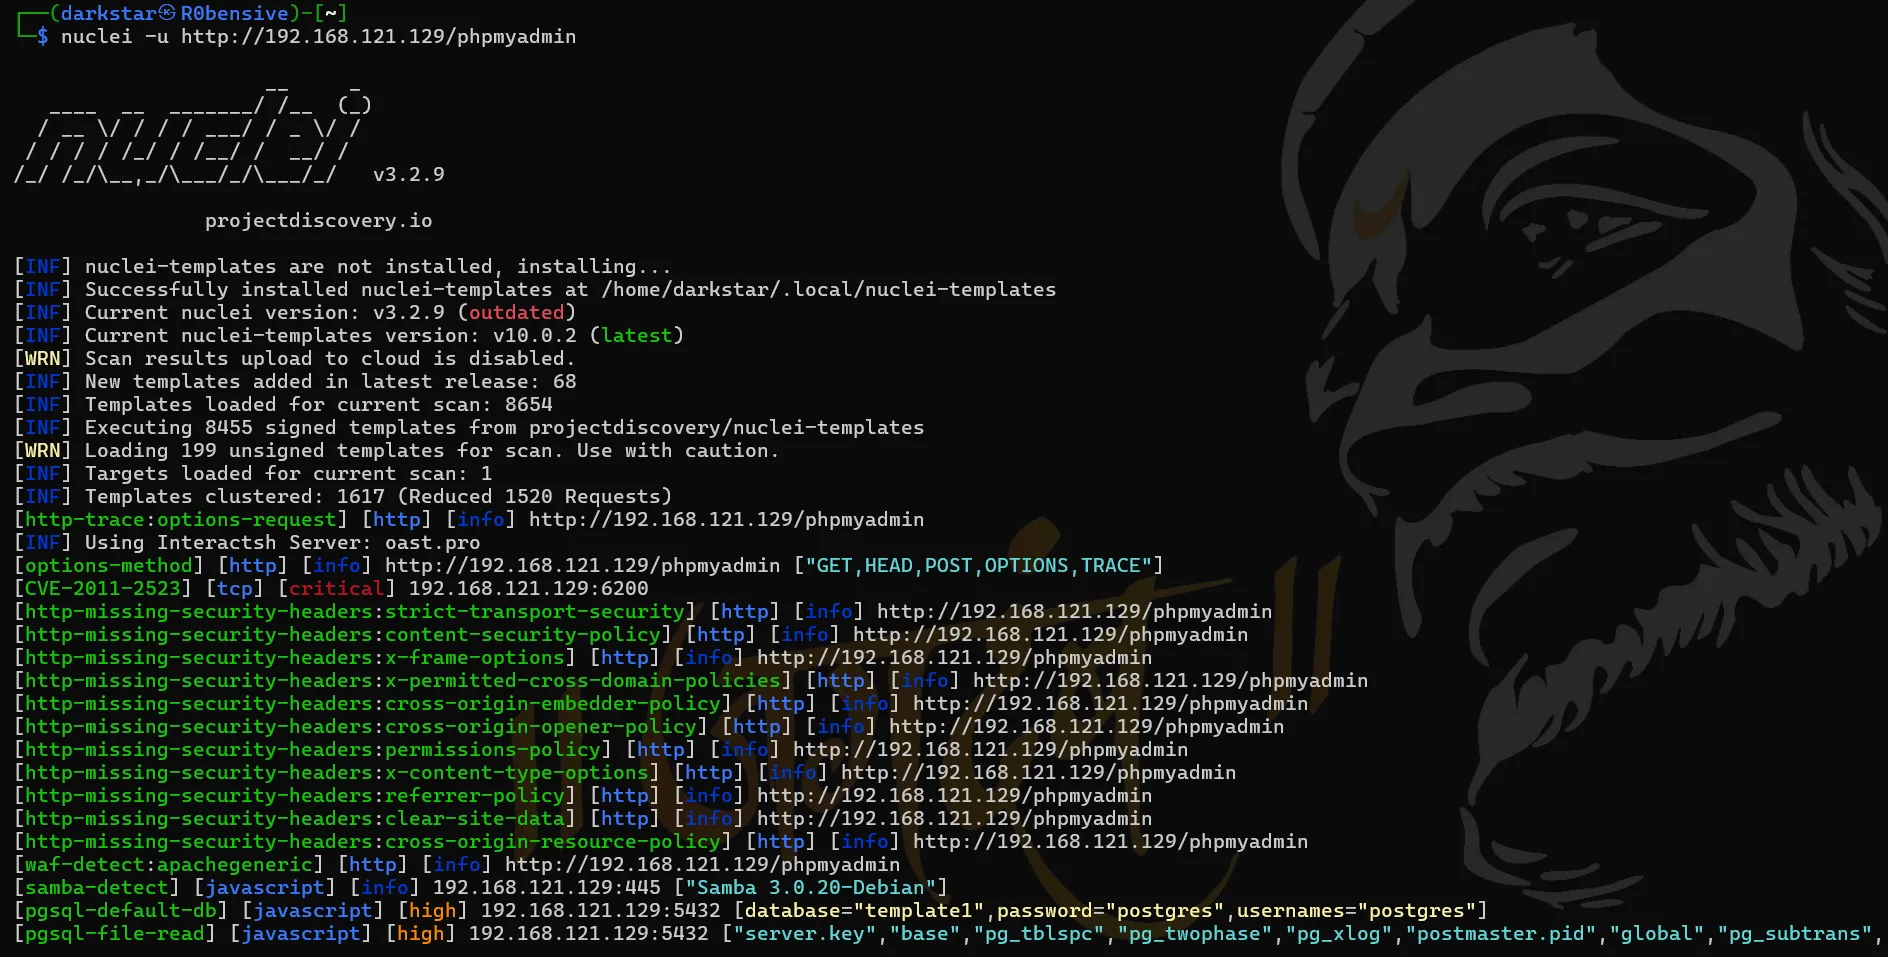 ┌──(darkstar㉿R0bensive)-[~]
└─$ nuclei -u http://192.168.121.129/phpmyadmin
                     __     _
   ____  __  _______/ /__  (_)
  / __ \/ / / / ___/ / _ \/ /
 / / / / /_/ / /__/ /  __/ /
/_/ /_/\__,_/\___/_/\___/_/   v3.2.9
projectdiscovery.io
[INF] nuclei-templates are not installed, installing...
[INF] Successfully installed nuclei-templates at /home/darkstar/.local/nuclei-templates
[INF] Current nuclei version: v3.2.9 (outdated)
[INF] Current nuclei-templates version: v10.0.2 (latest)
[WRN] Scan results upload to cloud is disabled.
[INF] New templates added in latest release: 68
[INF] Templates loaded for current scan: 8654
[INF] Executing 8455 signed templates from projectdiscovery/nuclei-templates
[WRN] Loading 199 unsigned templates for scan. Use with caution.
[INF] Targets loaded for current scan: 1
[INF] Templates clustered: 1617 (Reduced 1520 Requests)
[http-trace:options-request] [http] [info] http://192.168.121.129/phpmyadmin
[INF] Using Interactsh Server: oast.pro
[options-method] [http] [info] http://192.168.121.129/phpmyadmin ["GET,HEAD,POST,OPTIONS,TRACE"]
[CVE-2011-2523] [tcp] [critical] 192.168.121.129:6200
[http-missing-security-headers:strict-transport-security] [http] [info] http://192.168.121.129/phpmyadmin
[http-missing-security-headers:content-security-policy] [http] [info] http://192.168.121.129/phpmyadmin
[http-missing-security-headers:x-frame-options] [http] [info] http://192.168.121.129/phpmyadmin
[http-missing-security-headers:x-permitted-cross-domain-policies] [http] [info] http://192.168.121.129/phpmyadmin
[http-missing-security-headers:cross-origin-embedder-policy] [http] [info] http://192.168.121.129/phpmyadmin
[http-missing-security-headers:cross-origin-opener-policy] [http] [info] http://192.168.121.129/phpmyadmin
[http-missing-security-headers:permissions-policy] [http] [info] http://192.168.121.129/phpmyadmin
[http-missing-security-headers:x-content-type-options] [http] [info] http://192.168.121.129/phpmyadmin
[http-missing-security-headers:referrer-policy] [http] [info] http://192.168.121.129/phpmyadmin
[http-missing-security-headers:clear-site-data] [http] [info] http://192.168.121.129/phpmyadmin
[http-missing-security-headers:cross-origin-resource-policy] [http] [info] http://192.168.121.129/phpmyadmin
[waf-detect:apachegeneric] [http] [info] http://192.168.121.129/phpmyadmin
[samba-detect] [javascript] [info] 192.168.121.129:445 ["Samba 3.0.20-Debian"]
[pgsql-default-db] [javascript] [high] 192.168.121.129:5432 [database="template1",password="postgres",usernames="postgres"]
[pgsql-file-read] [javascript] [high] 192.168.121.129:5432 ["server.key","base","pg_tblspc","pg_twophase","pg_xlog","postmaster.pid","global","pg_subtrans",